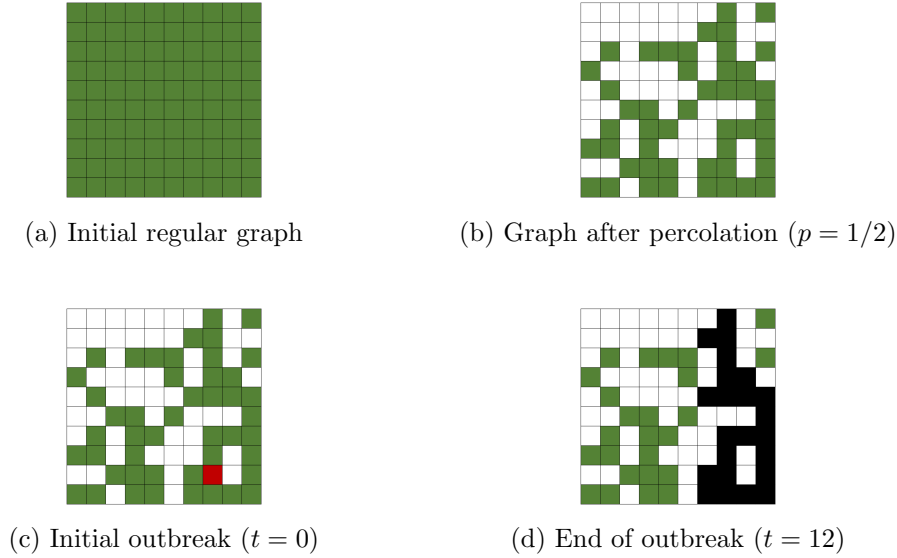 (a) Initial regular graph
(b) Graph after percolation (p = 1/2)
(c) Initial outbreak (t = 0)
(d) End of outbreak (t = 12)